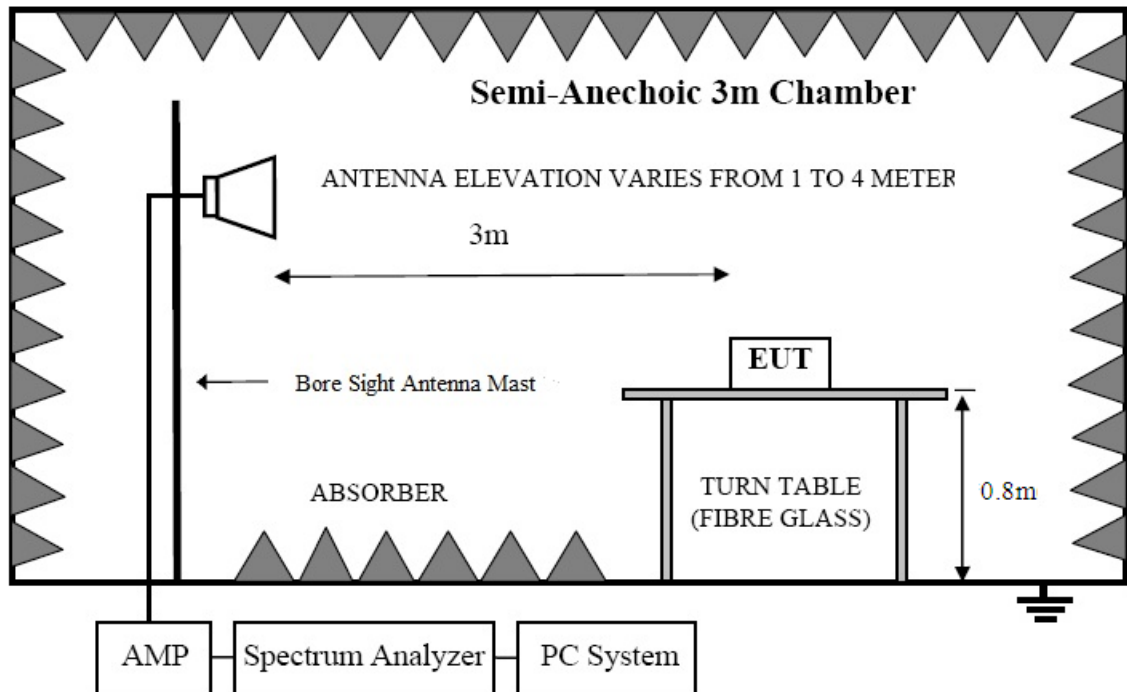 Semi-Anechoic 3m Chamber
ANTENNA ELEVATION VARIES FROM 1 TO 4 METER
3m
EUT
Bore Sight Antenna Mast
ABSORBER
TURN TABLE
(FIBRE GLASS)
0.8m
AMP
Spectrum Analyzer
PC System